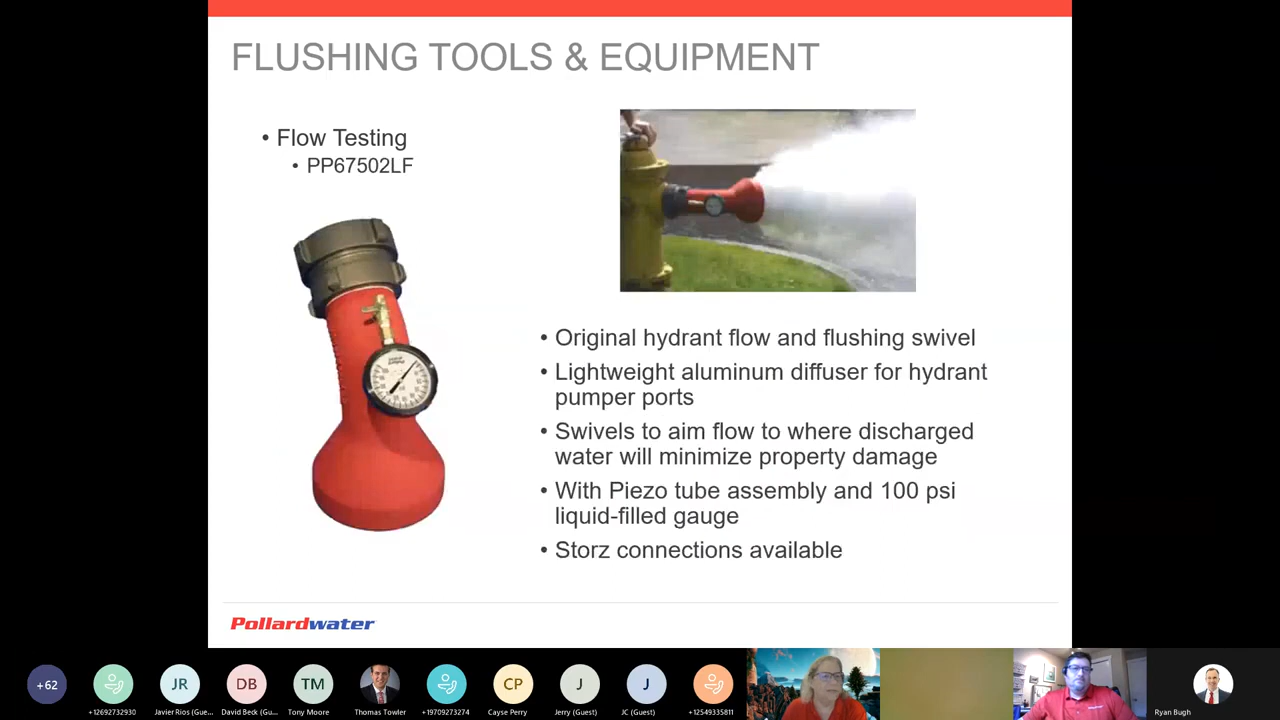 FLUSHING TOOLS & EQUIPMENT
• Flow Testing
• PP67502LF
• Original hydrant flow and flushing swivel
• Lightweight aluminum diffuser for hydrant
pumper ports
• Swivels to aim flow to where discharged
water will minimize property damage
• With Piezo tube assembly and 100 psi
liquid-filled gauge
• Storz connections available
Pollardwater
+62
JR
DB
TM
CP
J
J
+12692732930
Javier Rios (Gue...
David Beck (Gu...
Tony Moore
Thomas Towler
+19709273274
Cayse Perry
Jerry (Guest)
JC (Guest)
+12549335811
Ryan Bugh